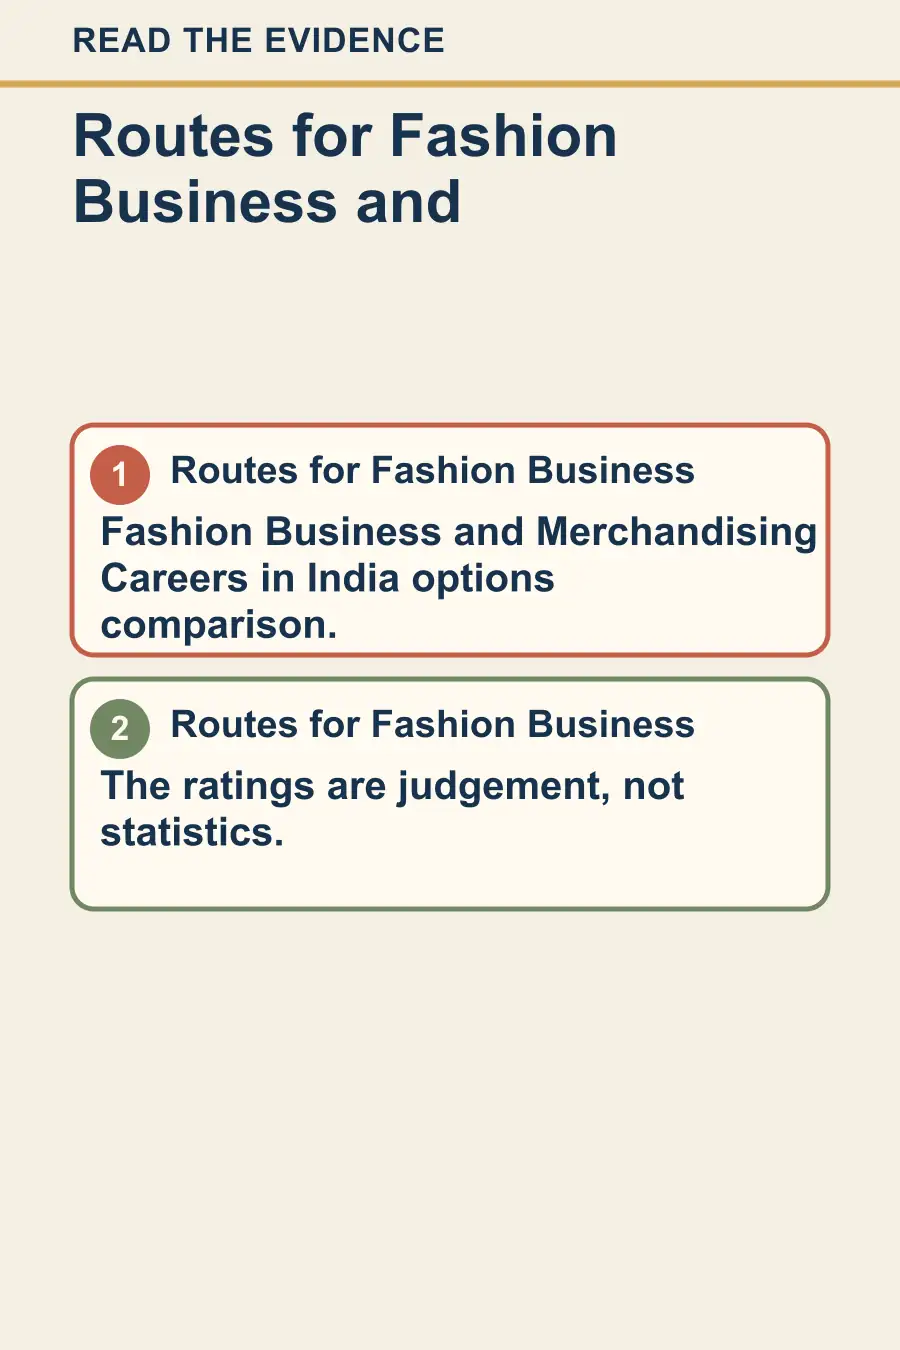 READ THE EVIDENCE
Routes for Fashion
Business and
1 Routes for Fashion Business
Fashion Business and Merchandising
Careers in India options
comparison.
2 Routes for Fashion Business
The ratings are judgement, not
statistics.